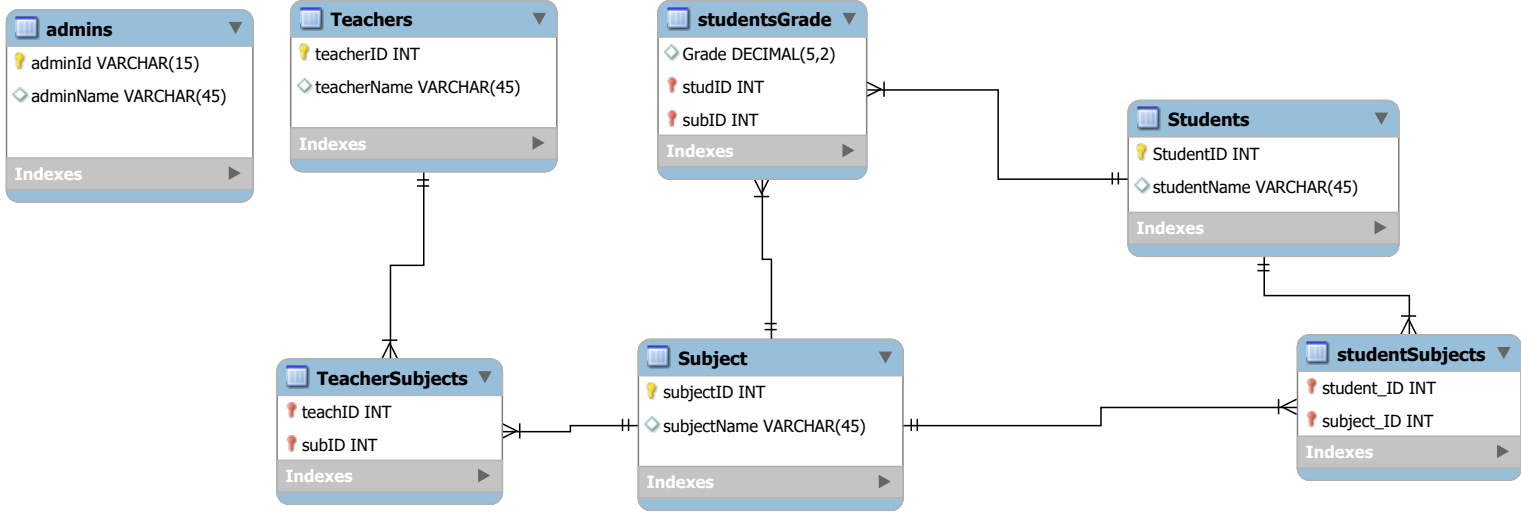 admins
adminId VARCHAR(15)
adminName VARCHAR(45)
Indexes
Teachers
teacherID INT
teacherName VARCHAR(45)
Indexes
studentsGrade
Grade DECIMAL(5,2)
studID INT
subID INT
Indexes
Students
StudentID INT
studentName VARCHAR(45)
Indexes
TeacherSubjects
teachID INT
subID INT
Indexes
Subject
subjectID INT
subjectName VARCHAR(45)
Indexes
studentSubjects
student_ID INT
subject_ID INT
Indexes